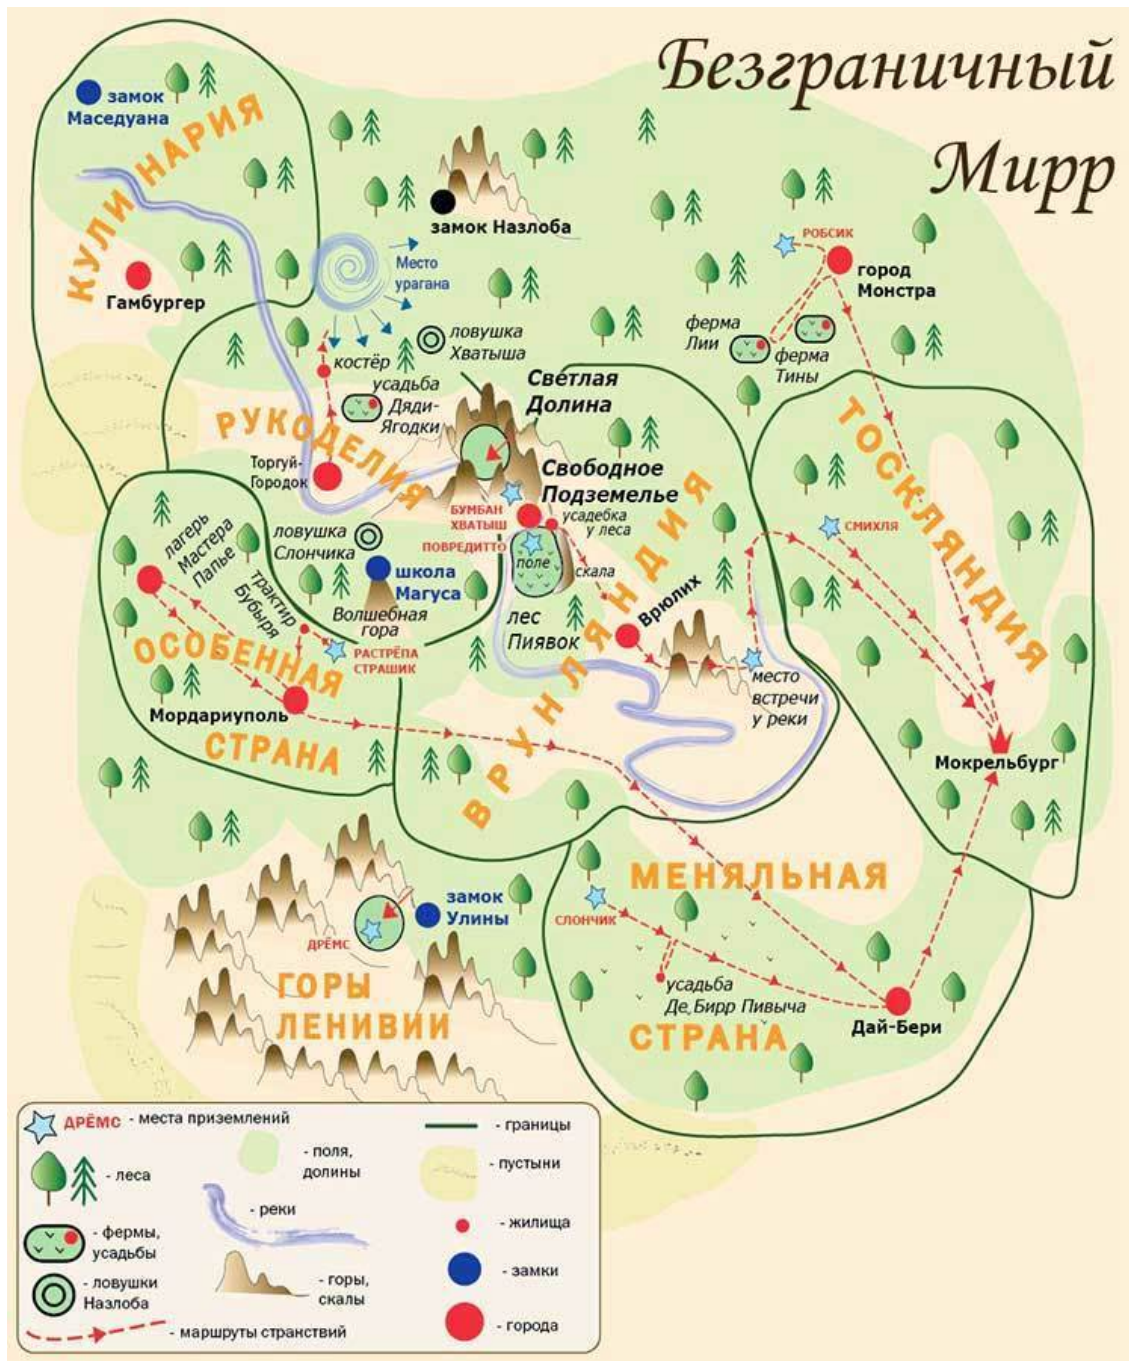 Безграничный
Мирр
замок
Маседуана
КУЛИНАРИЯ
Гамбургер
замок Назлоба
Место
урагана
РОБСИК
город
Монстра
ферма
Лии
ферма
Тины
ловушка
Хватыша
костёр
усадьба
Дяди-
Ягодки
Светлая
Долина
РУКОДЕЛИЯ
Торгуй-
Городок
Свободное
Подземелье
БУМБАН
ХВАТЫШ
усадебка
у леса
ПОВРЕДИТТО
поле
скала
ТОСКЛЯНДИЯ
СМИХЛЯ
лагерь
Мастера
Папье
ловушка
Слончика
школа
Магуса
Волшебная
гора
трактир
Бубыря
РАСТРЁПА
СТРАШИК
ОСОБЕННАЯ
СТРАНА
Мордариуполь
лес
Пиявок
Врюлих
ВРУНЛЯНДИЯ
место
встречи
у реки
Мокрельбург
МЕНЯЛЬНАЯ
СТРАНА
СЛОНЧИК
усадьба
Де Бирр Пивыча
Дай-Бери
замок
Улины
ДРЁМС
ГОРЫ
ЛЕНИВИИ
ДРЁМС - места приземлений
- леса
- фермы,
усадьбы
- ловушки
Назлоба
- маршруты странствий
- поля,
долины
- реки
- горы,
скалы
- границы
- пустыни
- жилища
- замки
- города